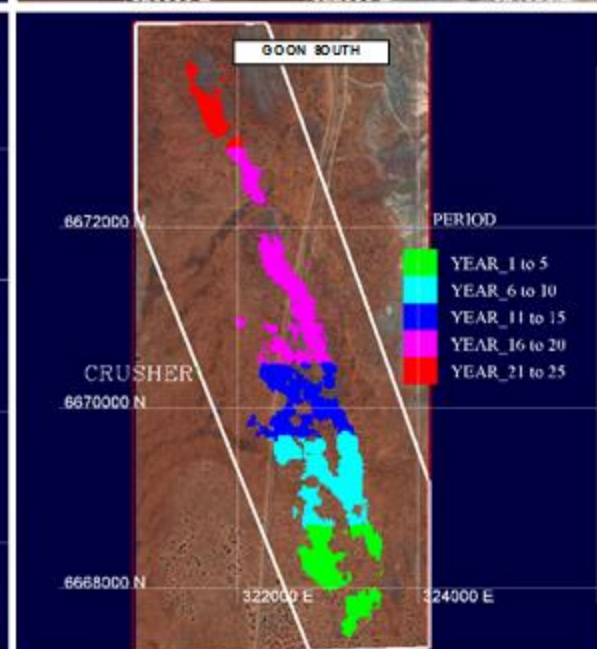 GOON SOUTH
6672000 N
PERIOD
YEAR_1 to 5
YEAR_6 to 10
YEAR_11 to 15
YEAR_16 to 20
YEAR_21 to 25
CRUSHER
6670000 N
6668000 N
322000 E
324000 E